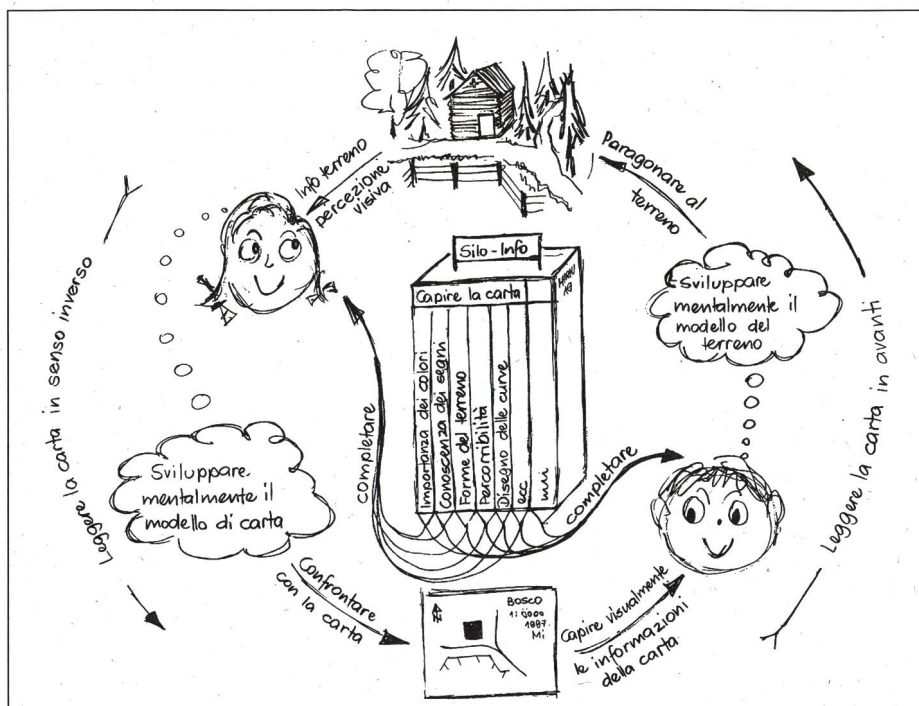 Info terreno
percezione
visiva
Paragonare al
terreno
Silo-Info
Capire la carta
Importanza dei colori
Conoscenza dei segni
Forme del terreno
Percorribilità
Disegno delle curve
ecc
Sviluppare
mentalmente il
modello del
terreno
Leggere la carta in senso inverso
Leggere la carta in avanti
completare
completare
Sviluppare
mentalmente il
modello di carta
Confrontare
con la carta
N
BOSCO
Mi
Capire visualmente
le informazioni
della carta